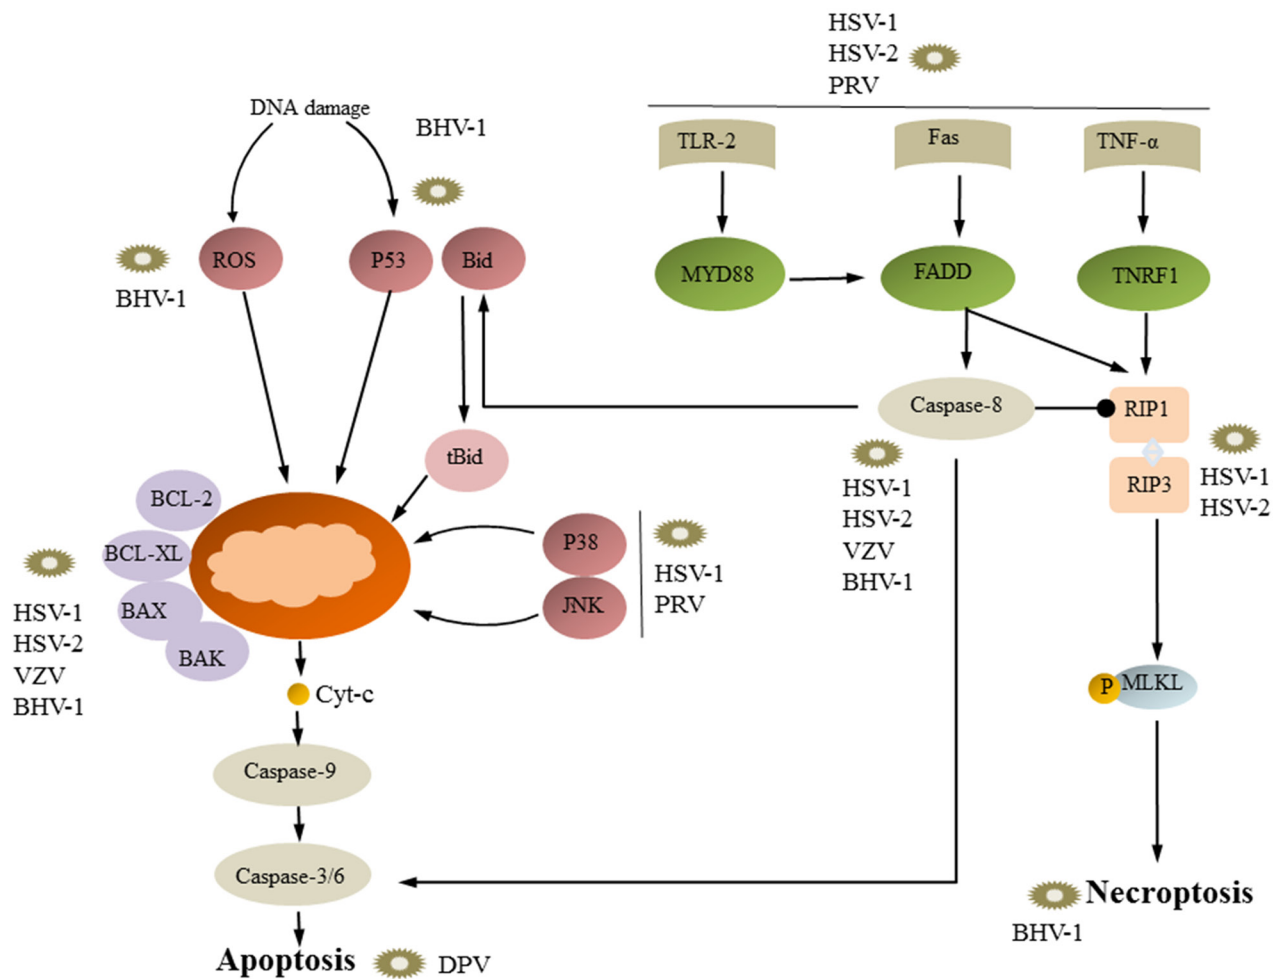 HSV-1
HSV-2
PRV
DNA damage
BHV-1
TLR-2
Fas
TNF-α
ROS
P53
Bid
MYD88
FADD
TNRF1
BHV-1
Caspase-8
RIP1
tBid
RIP3
HSV-1
HSV-2
HSV-1
HSV-2
VZV
BHV-1
BCL-2
BCL-XL
BAX
BAK
P38
JNK
HSV-1
PRV
HSV-1
HSV-2
VZV
BHV-1
Cyt-c
P
MLKL
Caspase-9
Caspase-3/6
Necroptosis
BHV-1
Apoptosis
DPV